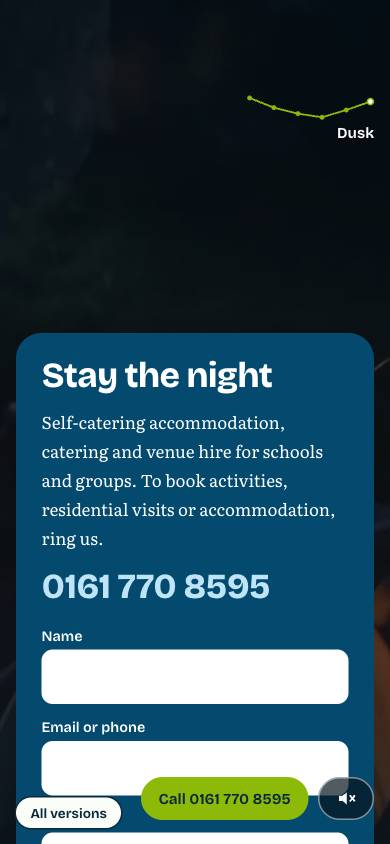 Dusk
Stay the night
Self-catering accommodation,
catering and venue hire for schools
and groups. To book activities,
residential visits or accommodation,
ring us.
0161 770 8595
Name
Email or phone
Call 0161 770 8595
All versions